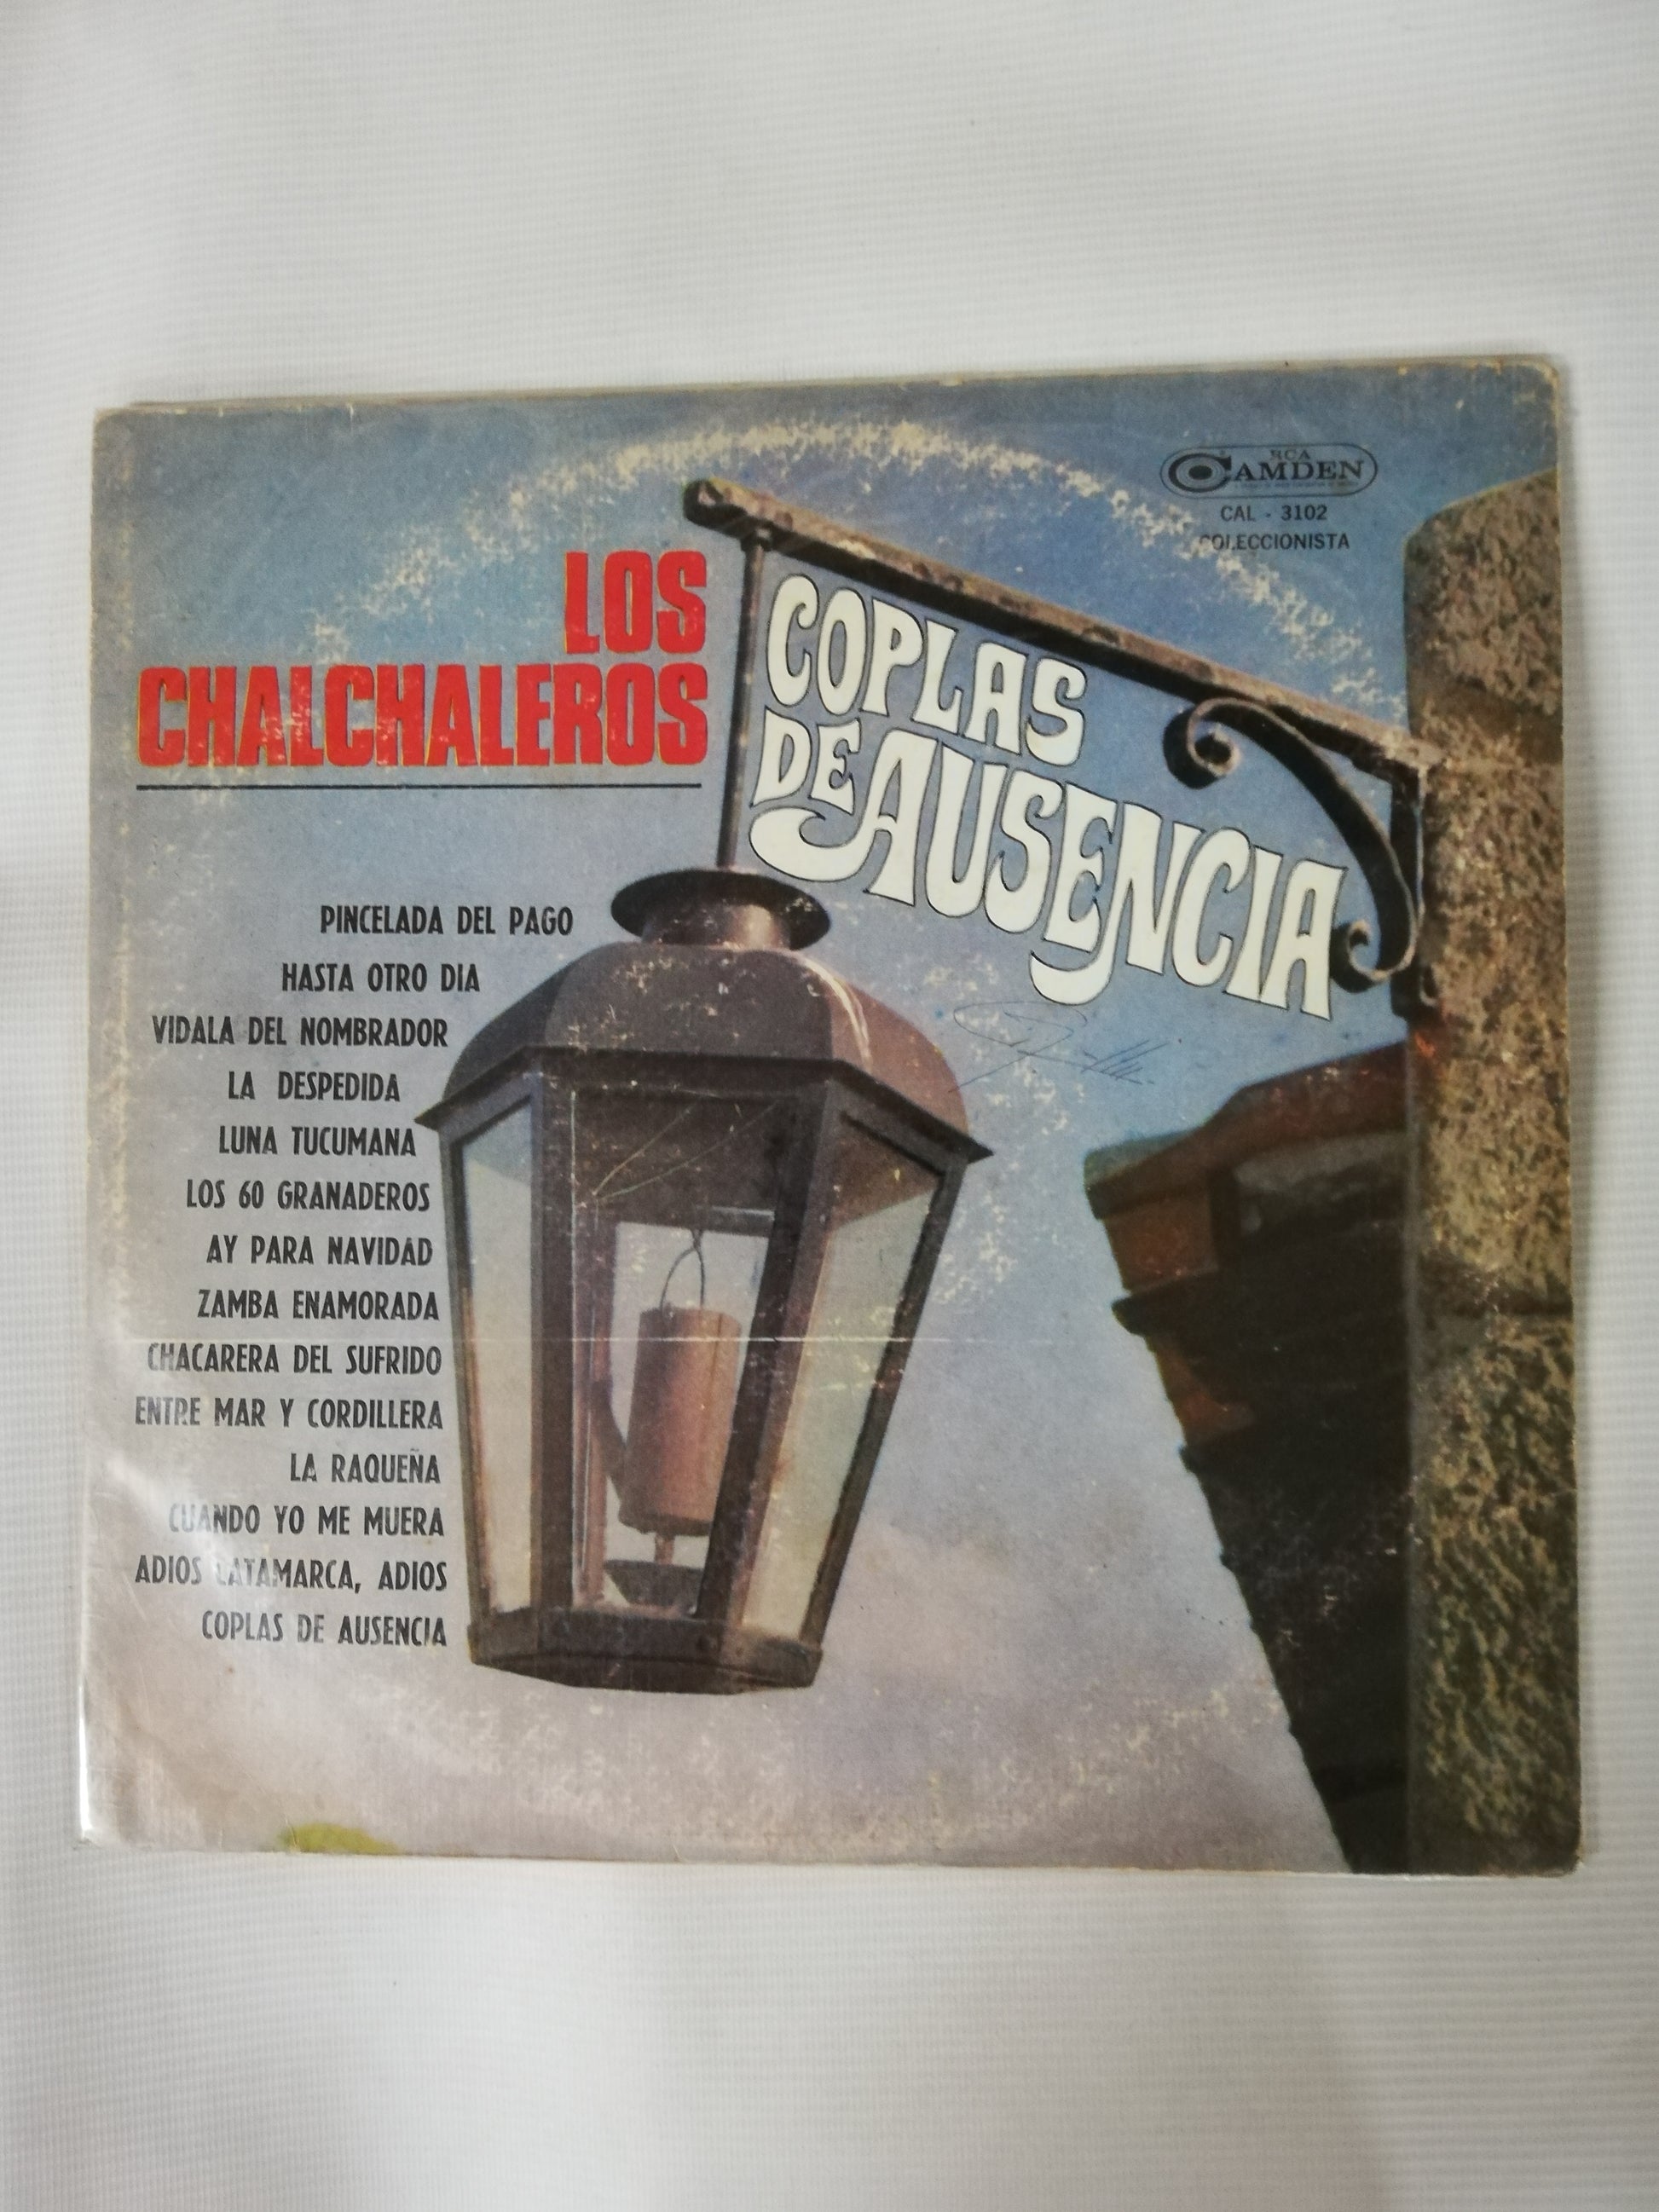 RCA
CAMDEN
CAL - 3102
COLECCIONISTA
LOS
CHALCHALEROS
COPLAS
DE AUSENCIA
PINCELADA DEL PAGO
HASTA OTRO DIA
VIDALA DEL NOMBRADOR
LA DESPEDIDA
LUNA TUCUMANA
LOS 60 GRANADEROS
AY PARA NAVIDAD
ZAMBA ENAMORADA
CHACARERA DEL SUFRIDO
ENTRE MAR Y CORDILLERA
LA RAQUEÑA
CUANDO YO ME MUERA
ADIOS CATAMARCA, ADIOS
COPLAS DE AUSENCIA